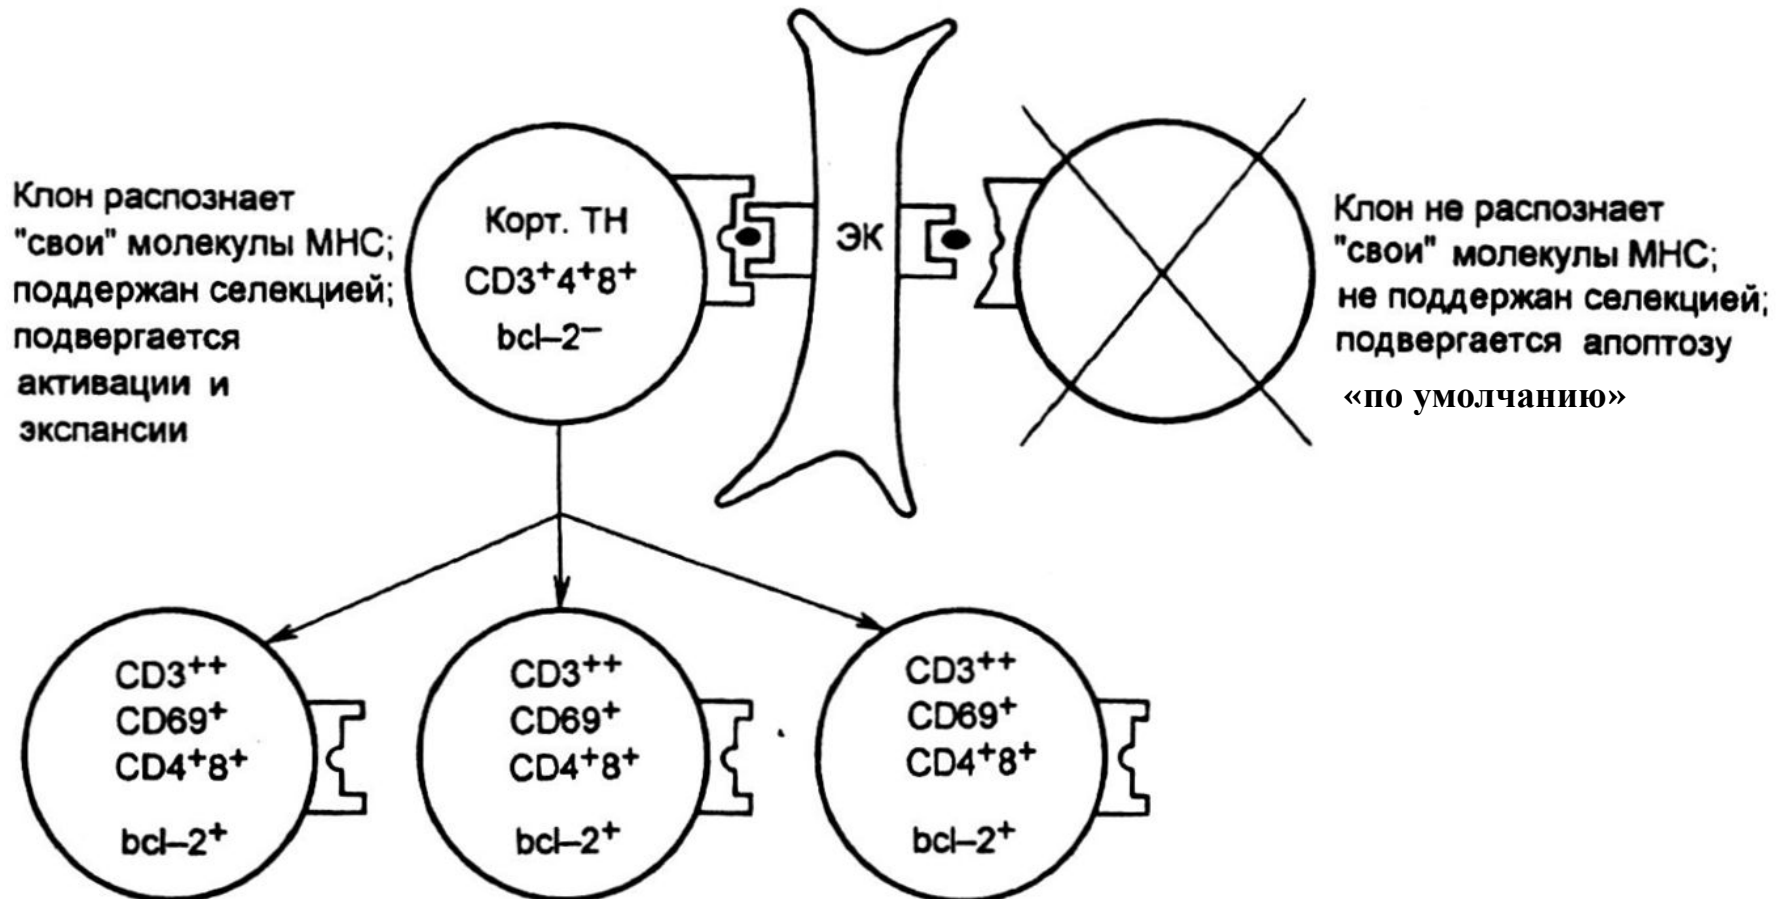 Клон распознает
"свои" молекулы МНС;
поддержан селекцией;
подвергается
активации и
экспансии
Корт. ТН
CD3⁺4⁺8⁺
bcl–2⁻
ЭК
Клон не распознает
"свои" молекулы МНС;
не поддержан селекцией;
подвергается апоптозу
«по умолчанию»
CD3⁺⁺
CD69⁺
CD4⁺8⁺
bcl–2⁺
CD3⁺⁺
CD69⁺
CD4⁺8⁺
bcl–2⁺
CD3⁺⁺
CD69⁺
CD4⁺8⁺
bcl–2⁺